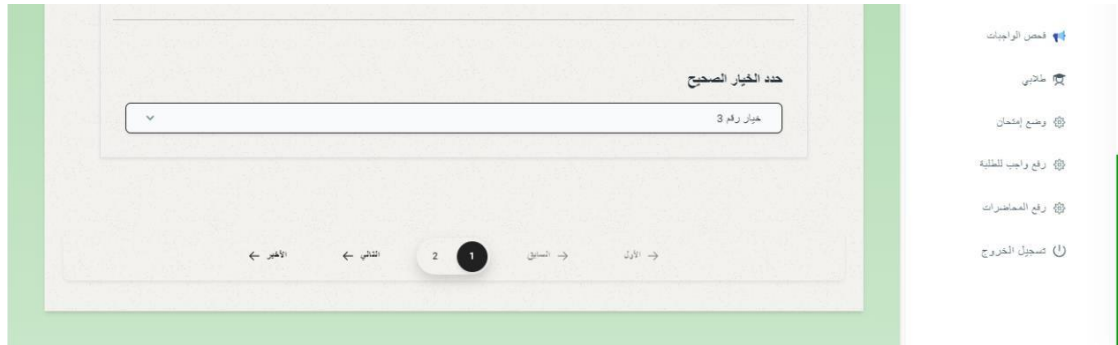 فحص الواجبات
طلابي
وضع إمتحان
رفع واجب للطلبة
رفع المحاضرات
تسجيل الخروج
حدد الخيار الصحيح
خيار رقم 3
الأول
السابق
1
2
التالي
الأخير